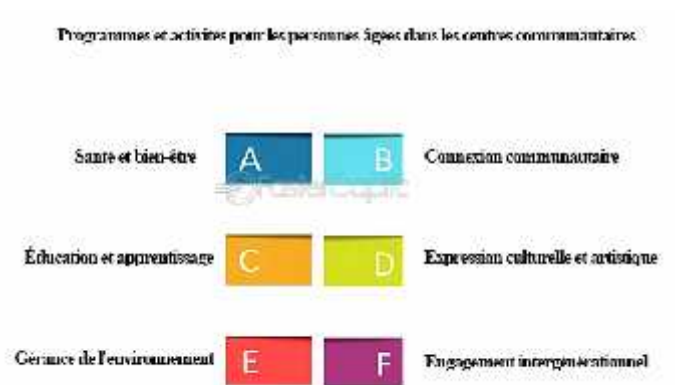 Programmes et activités pour les personnes âgées dans les centres communautaires
Santé et bien-être A B Connexion communautaire
Éducation et apprentissage C D Expression culturelle et artistique
Gérance de l'environnement E F Engagement intergénérationnel